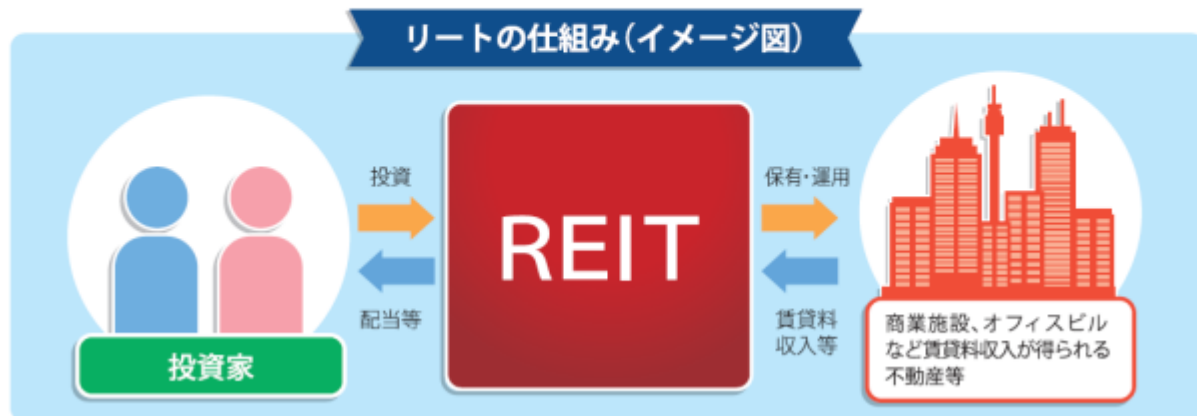 リートの仕組み（イメージ図）
投資
保有・運用
REIT
配当等
賃貸料
収入等
投資家
商業施設、オフィスビル
など賃貸料収入が得られる
不動産等